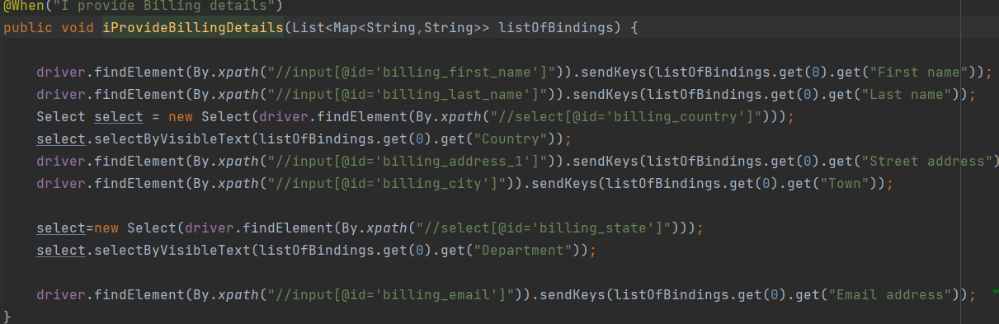 @When("I provide Billing details")
public void iProvideBillingDetails(List<Map<String,String>> listOfBindings) {
driver.findElement(By.xpath("//input[@id='billing_first_name']")).sendKeys(listOfBindings.get(0).get("First name"));
driver.findElement(By.xpath("//input[@id='billing_last_name']")).sendKeys(listOfBindings.get(0).get("Last name"));
Select select = new Select(driver.findElement(By.xpath("//select[@id='billing_country']")));
select.selectByVisibleText(listOfBindings.get(0).get("Country"));
driver.findElement(By.xpath("//input[@id='billing_address_1']")).sendKeys(listOfBindings.get(0).get("Street address")
driver.findElement(By.xpath("//input[@id='billing_city']")).sendKeys(listOfBindings.get(0).get("Town"));
select=new Select(driver.findElement(By.xpath("//select[@id='billing_state']")));
select.selectByVisibleText(listOfBindings.get(0).get("Department"));
driver.findElement(By.xpath("//input[@id='billing_email']")).sendKeys(listOfBindings.get(0).get("Email address"));
}